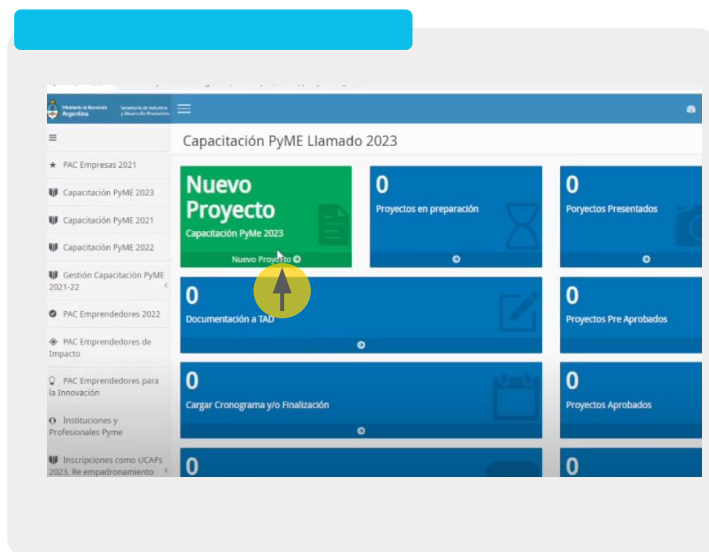 Ministerio de Economía
Argentina
Secretaría de Industria
y Desarrollo Productivo
Capacitación PyME Llamado 2023
PAC Empresas 2021
Capacitación PyME 2023
Capacitación PyME 2021
Capacitación PyME 2022
Gestión Capacitación PyME
2021-22
PAC Emprendedores 2022
PAC Emprendedores de
Impacto
PAC Emprendedores para
la Innovación
Instituciones y
Profesionales Pyme
Inscripciones como UCAPs
2023. Re empadronamiento
Nuevo
Proyecto
Capacitación PyMe 2023
Nuevo Proyecto
0
Proyectos en preparación
0
Poryectos Presentados
0
Documentación a TAD
0
Proyectos Pre Aprobados
0
Cargar Cronograma y/o Finalización
0
Proyectos Aprobados
0
0